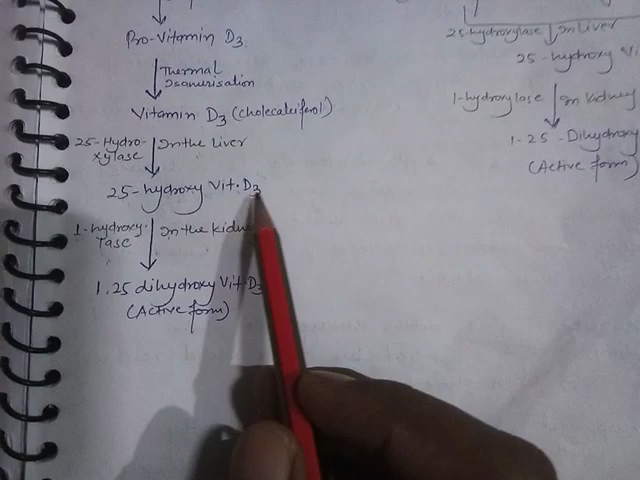 Pro-Vitamin D3
Thermal
Isomerisation
Vitamin D3 (cholecalciferol)
25-Hydro-
xylase
In the Liver
25-hydroxy Vit. D3
1-hydroxy-
lase
In the kidne
1,25 dihydroxy Vit. D3
(Active form)
25-hydroxylase
In Liver
25-hydroxy Vi
1-hydroxylase
In kidney
1-25-Dihydroxy
(Active form)